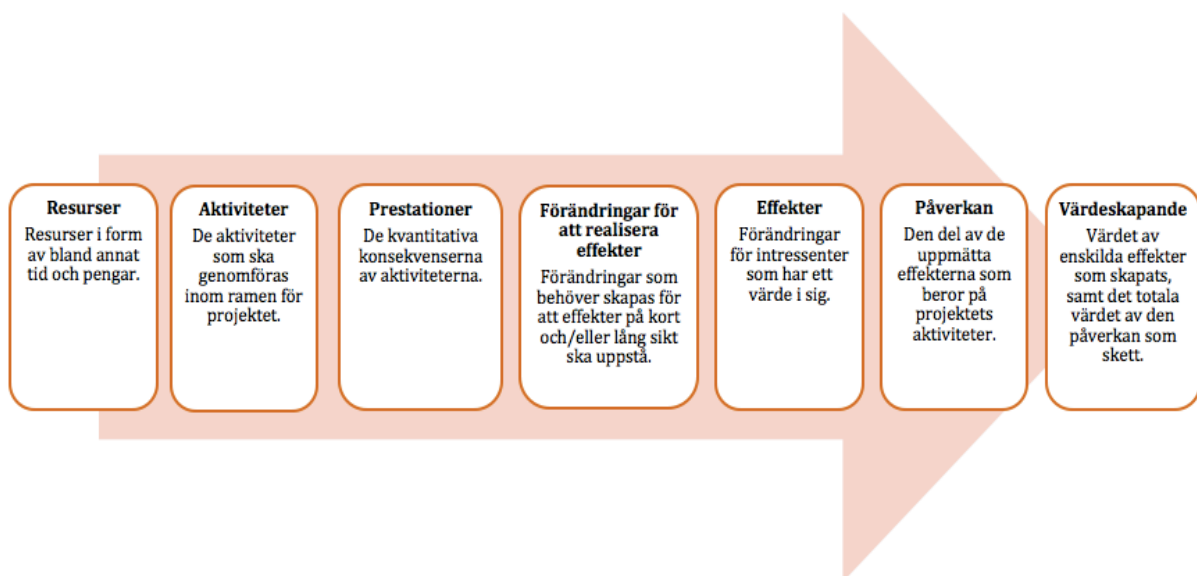 Resurser
Resurser i form
av bland annat
tid och pengar.
Aktiviteter
De aktiviteter
som ska
genomföras
inom ramen för
projektet.
Prestationer
De kvantitativa
konsekvenserna
av aktiviteterna.
Förändringar för
att realisera
effekter
Förändringar som
behöver skapas för
att effekter på kort
och/eller lång sikt
ska uppstå.
Effekter
Förändringar
för intressenter
som har ett
värde i sig.
Påverkan
Den del av de
uppmätta
effekterna som
beror på
projektets
aktiviteter.
Värdeskapande
Värdet av
enskilda effekter
som skapats,
samt det totala
värdet av den
påverkan som
skett.